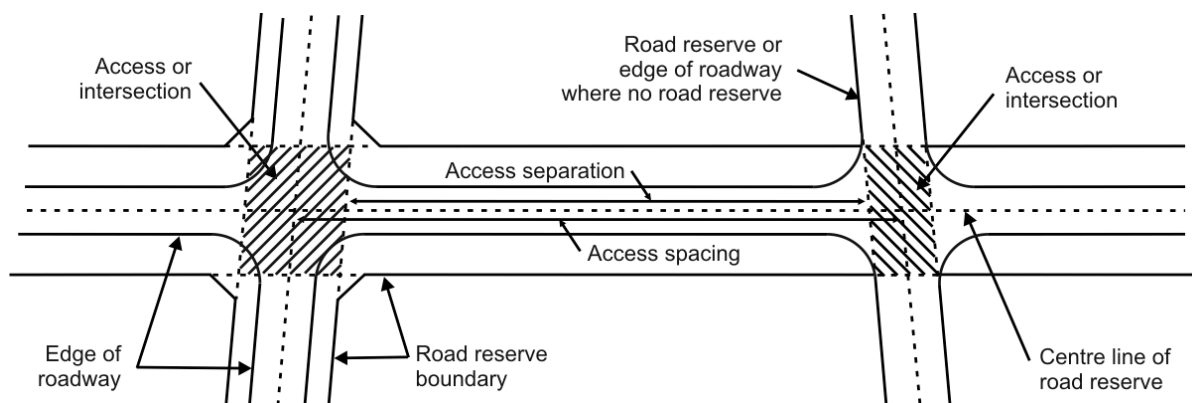 Access or
intersection
Road reserve or
edge of roadway
where no road reserve
Access or
intersection
Access separation
Access spacing
Edge of
roadway
Road reserve
boundary
Centre line of
road reserve